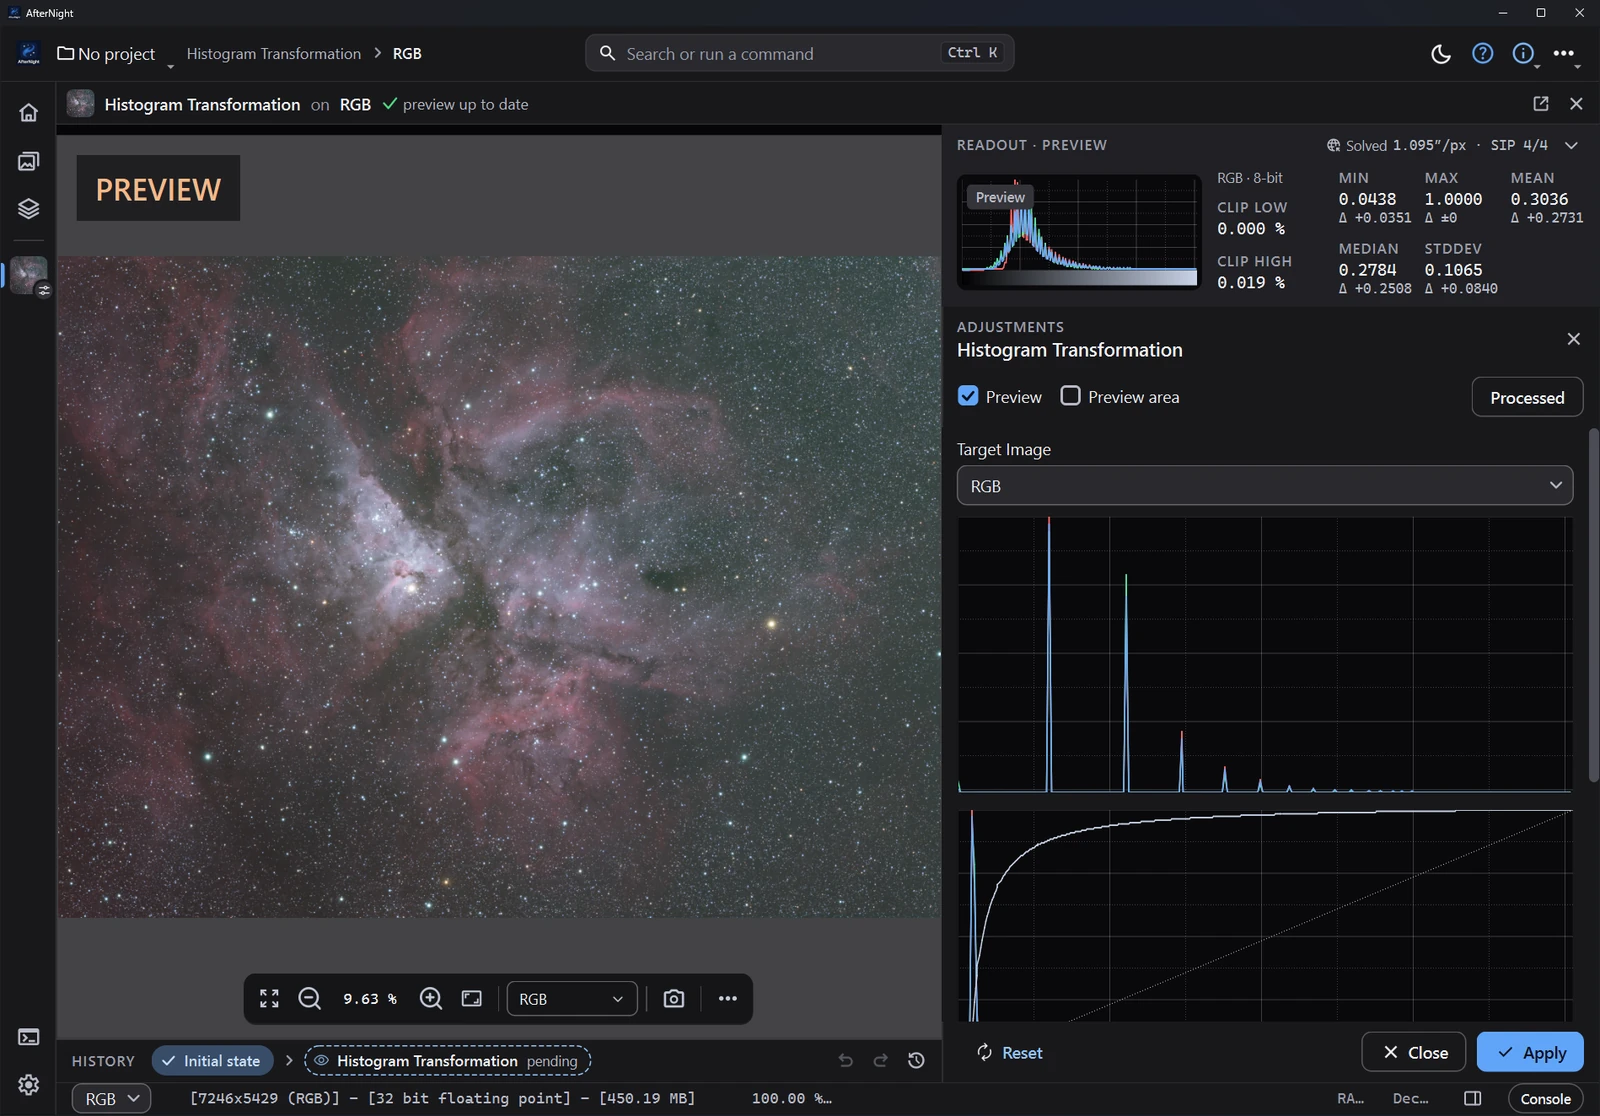 AfterNight
AfterNight
No project
Histogram Transformation > RGB
Search or run a command
Ctrl K
Histogram Transformation on RGB ✓ preview up to date
PREVIEW
READOUT · PREVIEW
Solved 1.095″/px · SIP 4/4
Preview
RGB · 8-bit
CLIP LOW
0.000 %
CLIP HIGH
0.019 %
MIN
0.0438
Δ +0.0351
MAX
1.0000
Δ ±0
MEAN
0.3036
Δ +0.2731
MEDIAN
0.2784
Δ +0.2508
STDDEV
0.1065
Δ +0.0840
ADJUSTMENTS
Histogram Transformation
Preview
Preview area
Processed
Target Image
RGB
9.63 %
RGB
Reset
Close
Apply
HISTORY
Initial state
Histogram Transformation pending
RGB
[7246x5429 (RGB)] – [32 bit floating point] – [450.19 MB]
100.00 %…
RA…
Dec…
Console